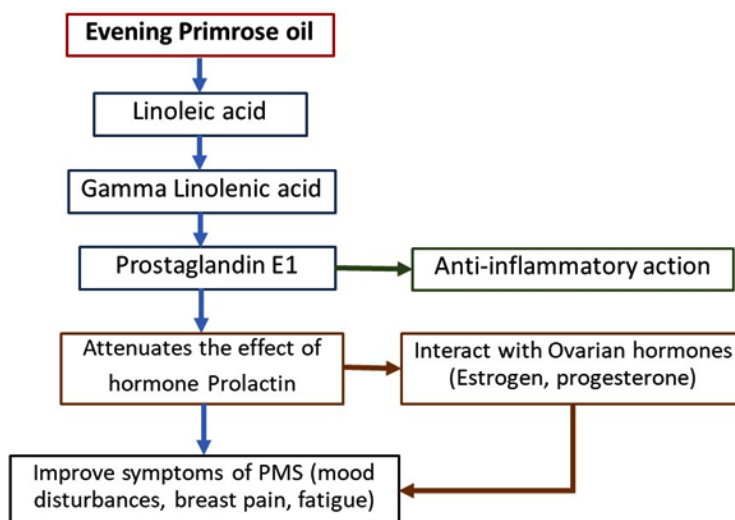 Evening Primrose oil
Linoleic acid
Gamma Linolenic acid
Prostaglandin E1
Anti-inflammatory action
Attenuates the effect of
hormone Prolactin
Interact with Ovarian hormones
(Estrogen, progesterone)
Improve symptoms of PMS (mood
disturbances, breast pain, fatigue)